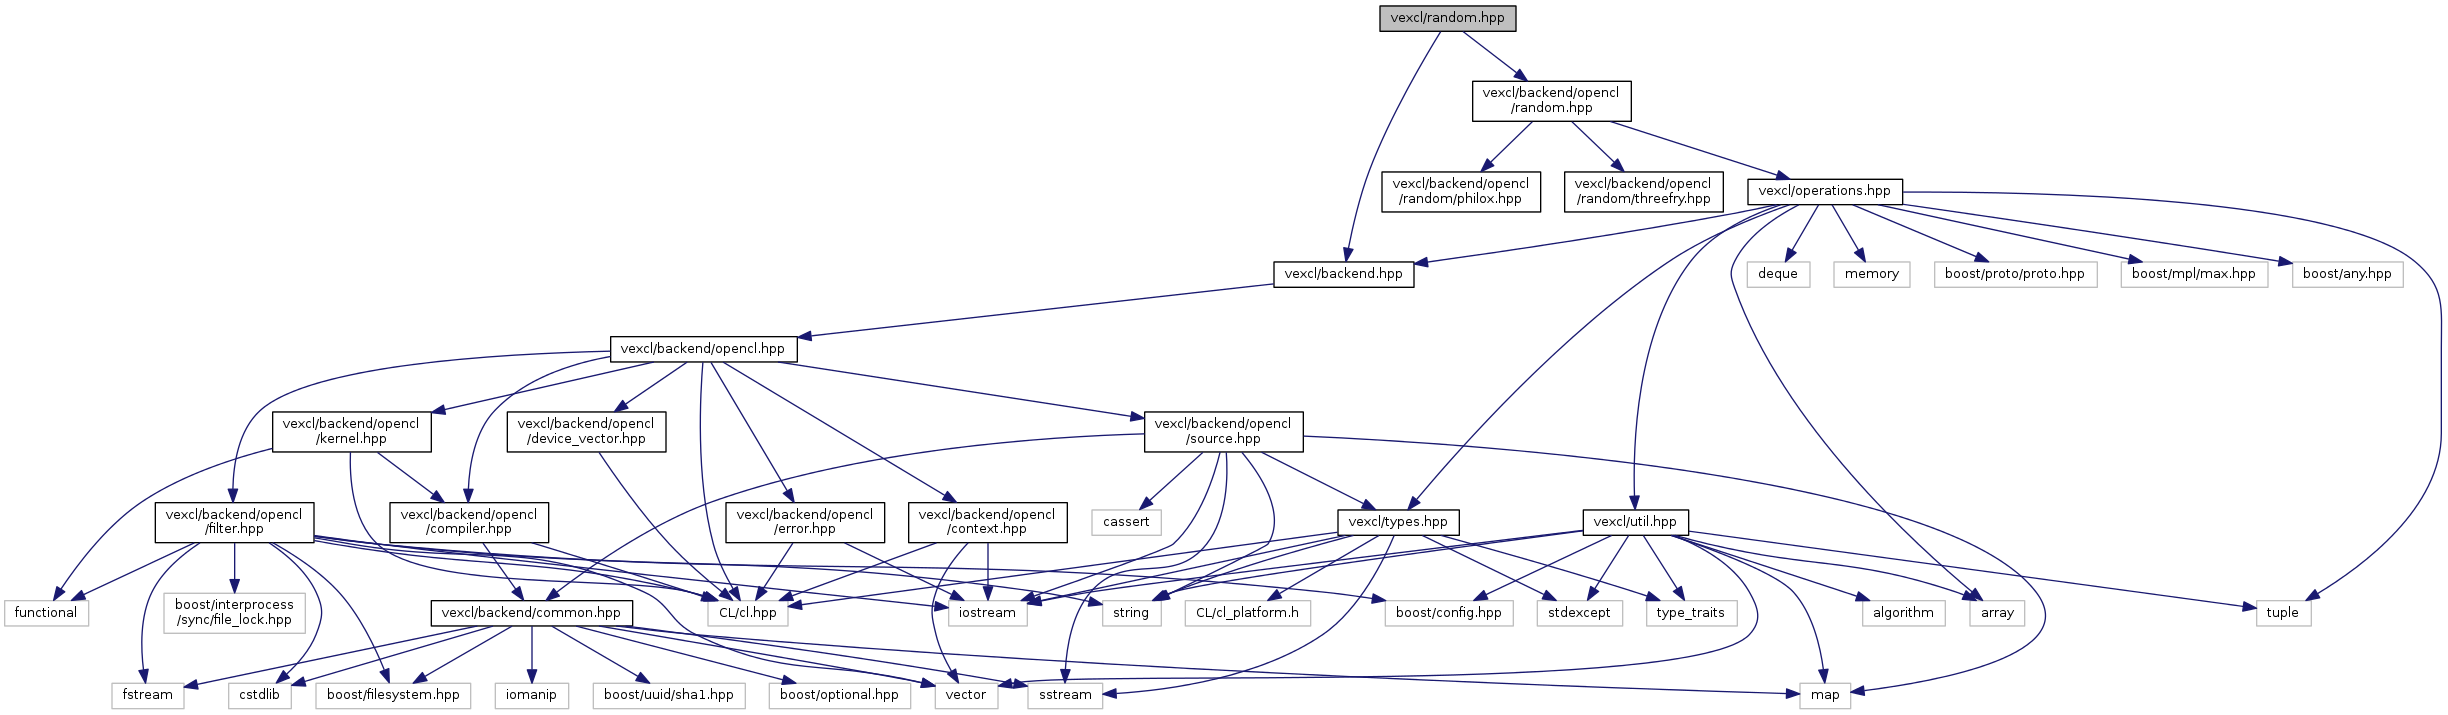 vexcl/random.hpp
vexcl/backend/opencl
/random.hpp
vexcl/backend/opencl
/random/philox.hpp
vexcl/backend/opencl
/random/threefry.hpp
vexcl/operations.hpp
vexcl/backend.hpp
deque
memory
boost/proto/proto.hpp
boost/mpl/max.hpp
boost/any.hpp
vexcl/backend/opencl.hpp
vexcl/backend/opencl
/kernel.hpp
vexcl/backend/opencl
/device_vector.hpp
vexcl/backend/opencl
/source.hpp
vexcl/backend/opencl
/filter.hpp
vexcl/backend/opencl
/compiler.hpp
vexcl/backend/opencl
/error.hpp
vexcl/backend/opencl
/context.hpp
cassert
vexcl/types.hpp
vexcl/util.hpp
functional
boost/interprocess
/sync/file_lock.hpp
vexcl/backend/common.hpp
CL/cl.hpp
iostream
string
CL/cl_platform.h
boost/config.hpp
stdexcept
type_traits
algorithm
array
tuple
fstream
cstdlib
boost/filesystem.hpp
iomanip
boost/uuid/sha1.hpp
boost/optional.hpp
vector
sstream
map